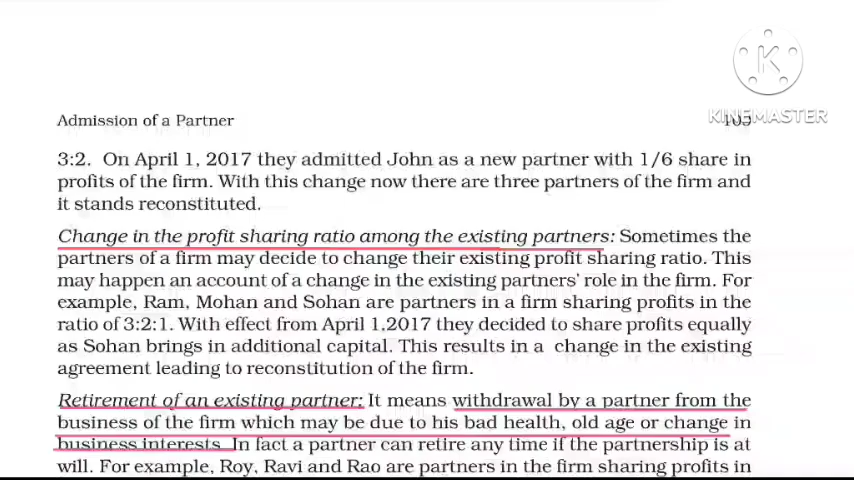 KINEMASTER
Admission of a Partner 103
3:2. On April 1, 2017 they admitted John as a new partner with 1/6 share in
profits of the firm. With this change now there are three partners of the firm and
it stands reconstituted.
Change in the profit sharing ratio among the existing partners: Sometimes the
partners of a firm may decide to change their existing profit sharing ratio. This
may happen an account of a change in the existing partners' role in the firm. For
example, Ram, Mohan and Sohan are partners in a firm sharing profits in the
ratio of 3:2:1. With effect from April 1,2017 they decided to share profits equally
as Sohan brings in additional capital. This results in a change in the existing
agreement leading to reconstitution of the firm.
Retirement of an existing partner: It means withdrawal by a partner from the
business of the firm which may be due to his bad health, old age or change in
business interests. In fact a partner can retire any time if the partnership is at
will. For example, Roy, Ravi and Rao are partners in the firm sharing profits in